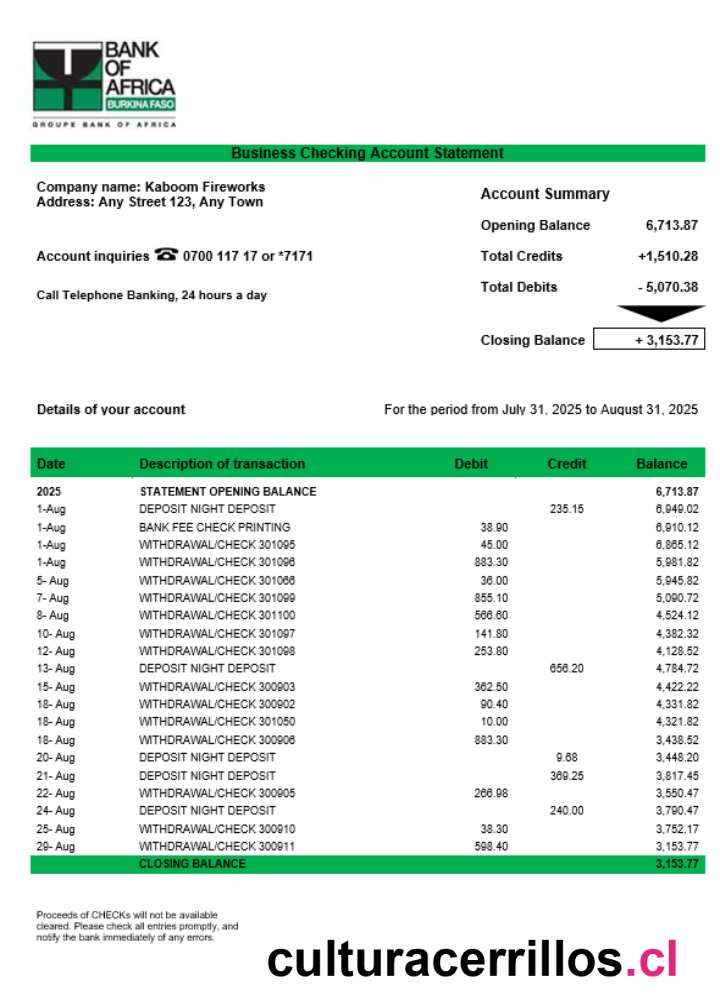 BANK
OF
AFRICA
BURKINA FASO
GROUPE BANK OF AFRICA
Business Checking Account Statement
Company name: Kaboom Fireworks
Address: Any Street 123, Any Town
Account inquiries ☎ 0700 117 17 or *7171
Call Telephone Banking, 24 hours a day
Account Summary
Opening Balance 6,713.87
Total Credits +1,510.28
Total Debits - 5,070.38
Closing Balance + 3,153.77
Details of your account For the period from July 31, 2025 to August 31, 2025
Date Description of transaction Debit Credit Balance
2025 STATEMENT OPENING BALANCE 6,713.87
1-Aug DEPOSIT NIGHT DEPOSIT 235.15 6,949.02
1-Aug BANK FEE CHECK PRINTING 38.90 6,910.12
1-Aug WITHDRAWAL/CHECK 301095 45.00 6,865.12
1-Aug WITHDRAWAL/CHECK 301096 883.30 5,981.82
5- Aug WITHDRAWAL/CHECK 301066 36.00 5,945.82
7- Aug WITHDRAWAL/CHECK 301099 855.10 5,090.72
8- Aug WITHDRAWAL/CHECK 301100 566.60 4,524.12
10- Aug WITHDRAWAL/CHECK 301097 141.80 4,382.32
12- Aug WITHDRAWAL/CHECK 301098 253.80 4,128.52
13- Aug DEPOSIT NIGHT DEPOSIT 656.20 4,784.72
15- Aug WITHDRAWAL/CHECK 300903 362.50 4,422.22
18- Aug WITHDRAWAL/CHECK 300902 90.40 4,331.82
18- Aug WITHDRAWAL/CHECK 301050 10.00 4,321.82
18- Aug WITHDRAWAL/CHECK 300906 883.30 3,438.52
20- Aug DEPOSIT NIGHT DEPOSIT 9.68 3,448.20
21- Aug DEPOSIT NIGHT DEPOSIT 369.25 3,817.45
22- Aug WITHDRAWAL/CHECK 300905 266.98 3,550.47
24- Aug DEPOSIT NIGHT DEPOSIT 240.00 3,790.47
25- Aug WITHDRAWAL/CHECK 300910 38.30 3,752.17
29- Aug WITHDRAWAL/CHECK 300911 598.40 3,153.77
CLOSING BALANCE 3,153.77
Proceeds of CHECKs will not be available
cleared. Please check all entries promptly, and
notify the bank immediately of any errors.
culturacerrillos.cl